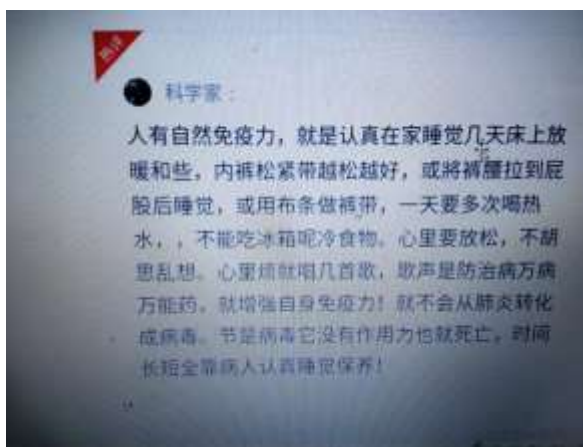 热评
科学家：
人有自然免疫力，就是认真在家睡觉几天床上放
暖和些，内裤松紧带越松越好，或將裤腰拉到屁
股后睡觉，或用布条做裤带，一天要多次喝热
水，，不能吃冰箱呢冷食物。心里要放松，不胡
思乱想。心里烦就唱几首歌，歌声是防治病万病
万能药。就增强自身免疫力！就不会从肺炎转化
成病毒。节是病毒它没有作用力也就死亡。时间
长短全靠病人认真睡觉保养！